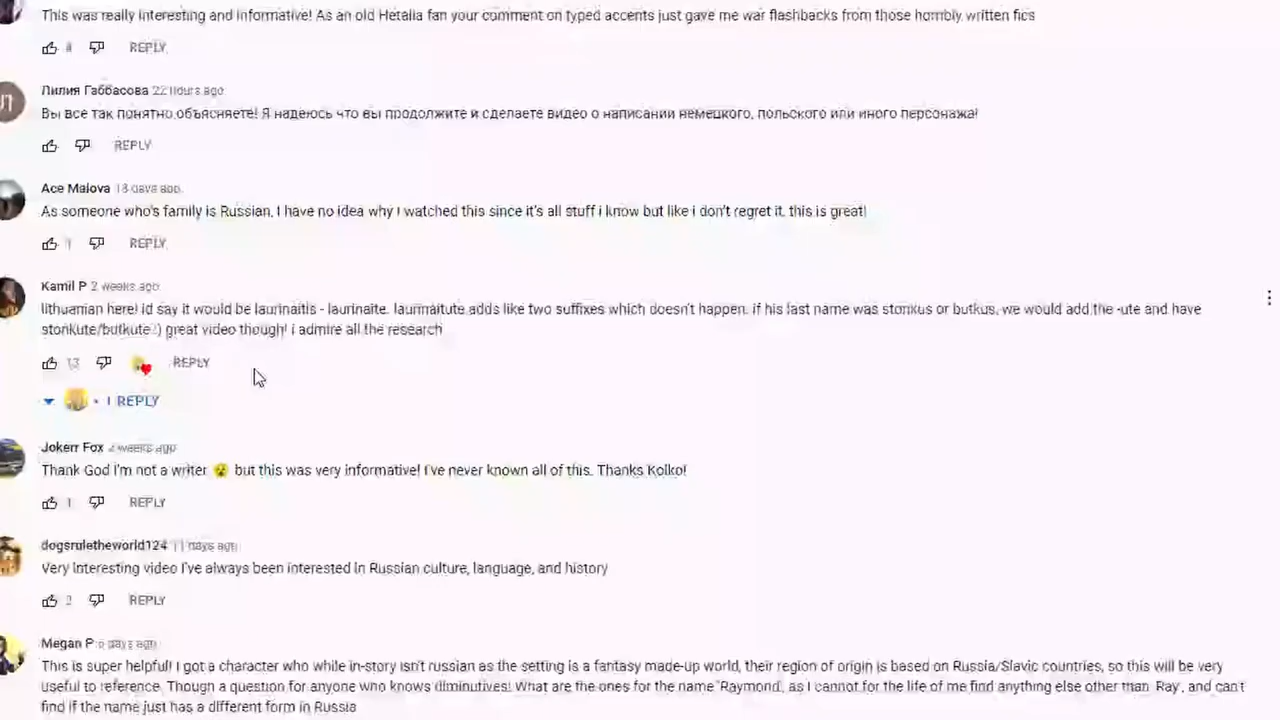 This was really interesting and informative! As an old Hetalia fan your comment on typed accents just gave me war flashbacks from those horribly written fics
REPLY
Лилия Габбасова 22 hours ago
Вы все так понятно объясняете! Я надеюсь что вы продолжите и сделаете видео о написании немецкого, польского или иного персонажа!
REPLY
Ace Malova days ago
As someone who's family is Russian, I have no idea why I watched this since it's all stuff i know but like i don't regret it, this is great!
1 REPLY
Kamil P 2 weeks ago
lithuanian here! id say it would be laurinaitis - laurinaite. laurinaitute adds like two suffixes which doesn't happen. if his last name was stonkus or butkus, we would add the -ute and have
stonkute/butkute :) great video though! i admire all the research
13 REPLY
1 REPLY
Jokerr Fox 2 weeks ago
Thank God I'm not a writer 😮 but this was very informative! I've never known all of this. Thanks Kolko!
1 REPLY
dogsruletheworld124 11 days ago
Very interesting video I've always been interested in Russian culture, language, and history
2 REPLY
Megan P days ago
This is super helpful! I got a character who while in-story isn't russian as the setting is a fantasy made-up world, their region of origin is based on Russia/Slavic countries, so this will be very
useful to reference. Though a question for anyone who knows diminutives! What are the ones for the name 'Raymond', as I cannot for the life of me find anything else other than 'Ray', and can't
find if the name just has a different form in Russia